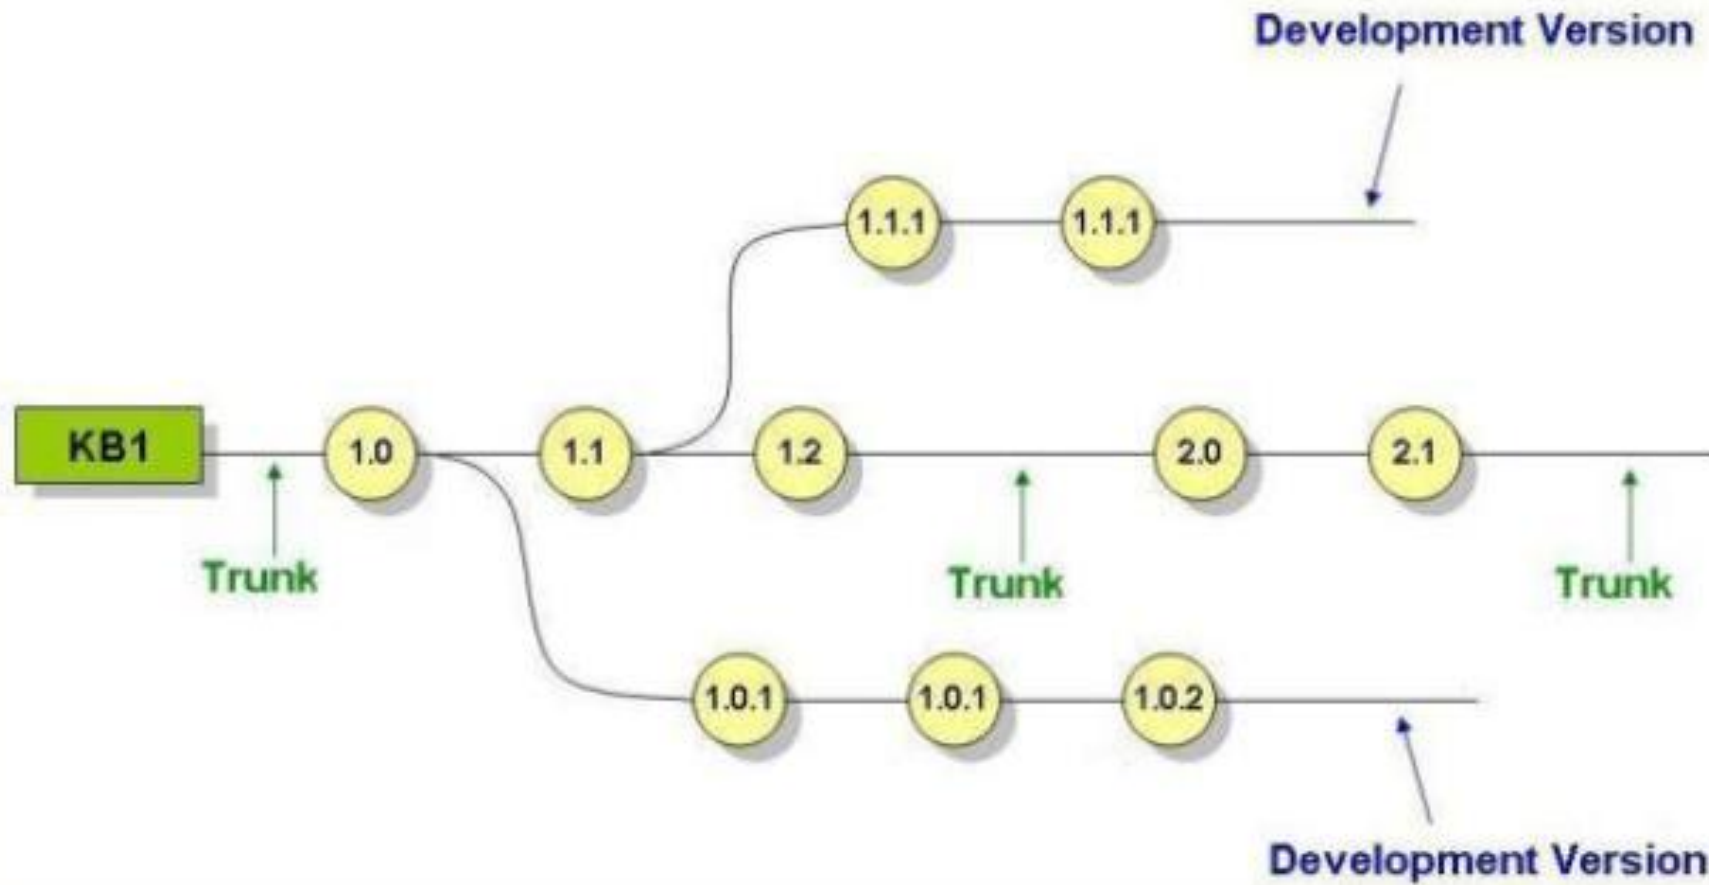 Development Version
1.1.1 1.1.1
KB1 1.0 1.1 1.2 2.0 2.1
Trunk Trunk Trunk
1.0.1 1.0.1 1.0.2
Development Version